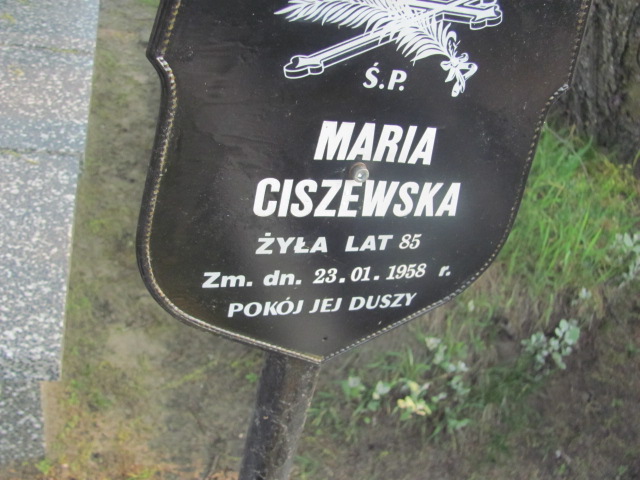 Ś.P.
MARIA
CISZEWSKA
ŻYŁA LAT 85
Zm. dn. 23.01.1958 r.
POKÓJ JEJ DUSZY